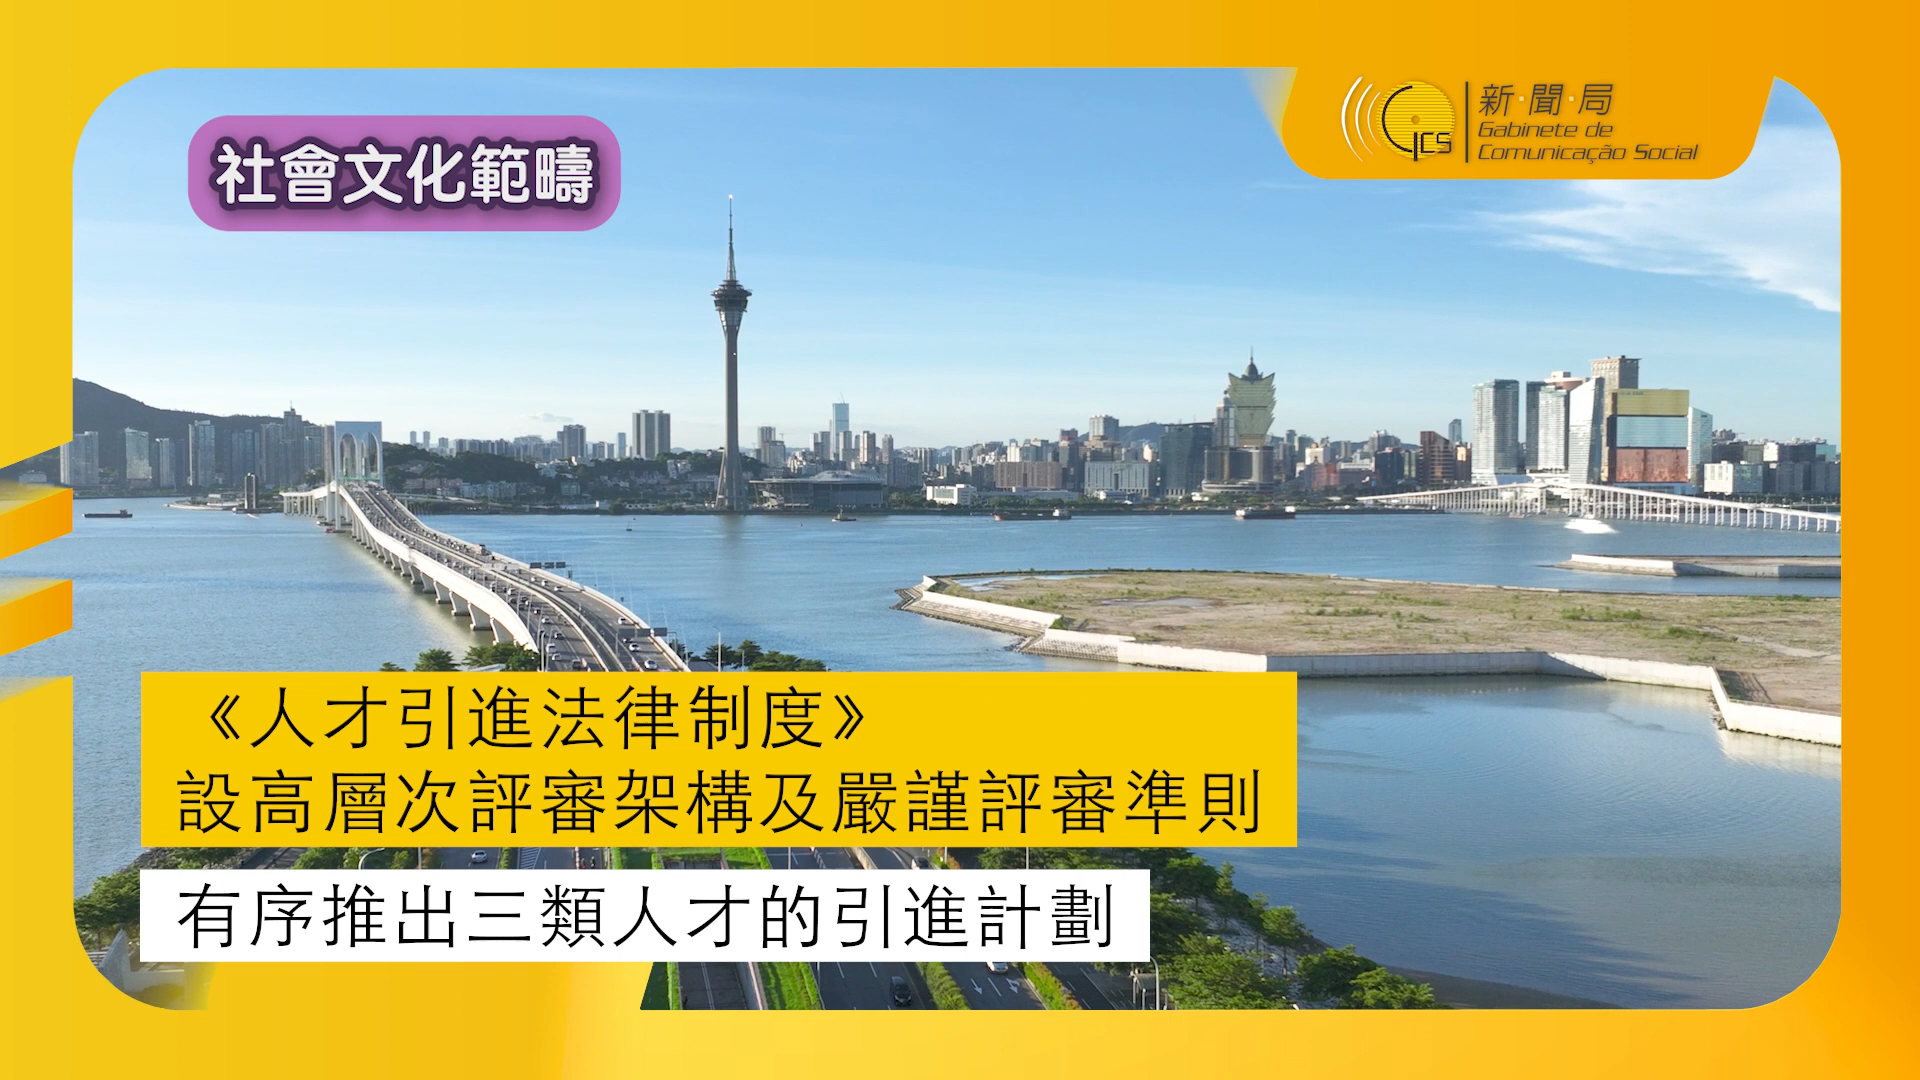 社會文化範疇
新·聞·局
Gabinete de
Comunicação Social
GCS
《人才引進法律制度》
設高層次評審架構及嚴謹評審準則
有序推出三類人才的引進計劃